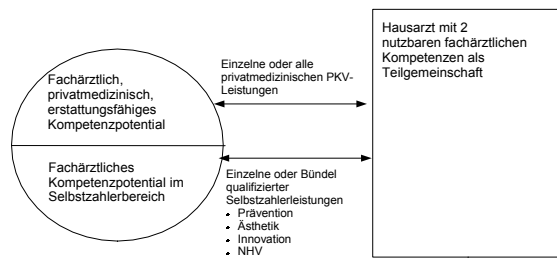 Fachärztlich,
privatmedizinisch,
erstattungsfähiges
Kompetenzpotential
Fachärztliches
Kompetenzpotential im
Selbstzahlerbereich
Einzelne oder alle
privatmedizinischen PKV-
Leistungen
Einzelne oder Bündel
qualifizierter
Selbstzahlerleistungen
• Prävention
• Ästhetik
• Innovation
• NHV
Hausarzt mit 2
nutzbaren fachärztlichen
Kompetenzen als
Teilgemeinschaft